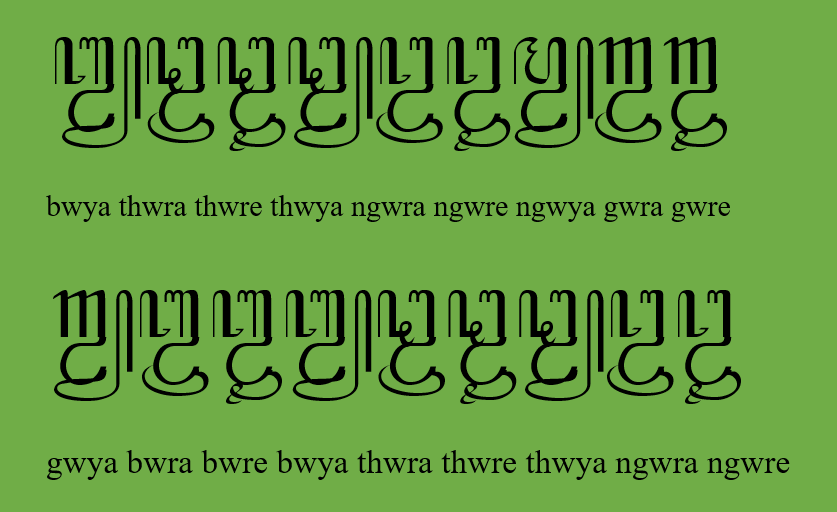 ꦧ꧀ꦮꦾꦛ꧀ꦮꦿꦛ꧀ꦮꦽꦛ꧀ꦮꦾꦔ꧀ꦮꦿꦔ꧀ꦮꦽꦔ꧀ꦮꦾꦒ꧀ꦮꦿꦒ꧀ꦮꦽ
bwya thwra thwre thwya ngwra ngwre ngwya gwra gwre
ꦒ꧀ꦮꦾꦧ꧀ꦮꦿꦧ꧀ꦮꦽꦧ꧀ꦮꦾꦛ꧀ꦮꦿꦛ꧀ꦮꦽꦛ꧀ꦮꦾꦔ꧀ꦮꦿꦔ꧀ꦮꦽ
gwya bwra bwre bwya thwra thwre thwya ngwra ngwre